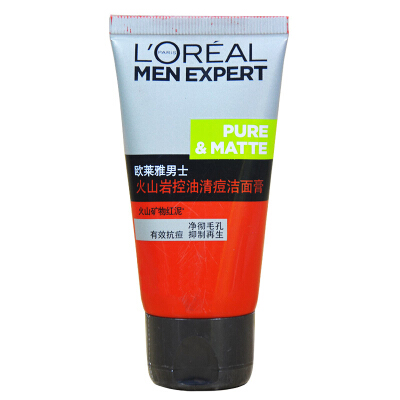 L'ORÉAL
PARIS
MEN EXPERT
PURE
& MATTE
欧莱雅男士
火山岩控油清痘洁面膏
火山矿物红泥*
净彻毛孔
有效抗痘 抑制再生